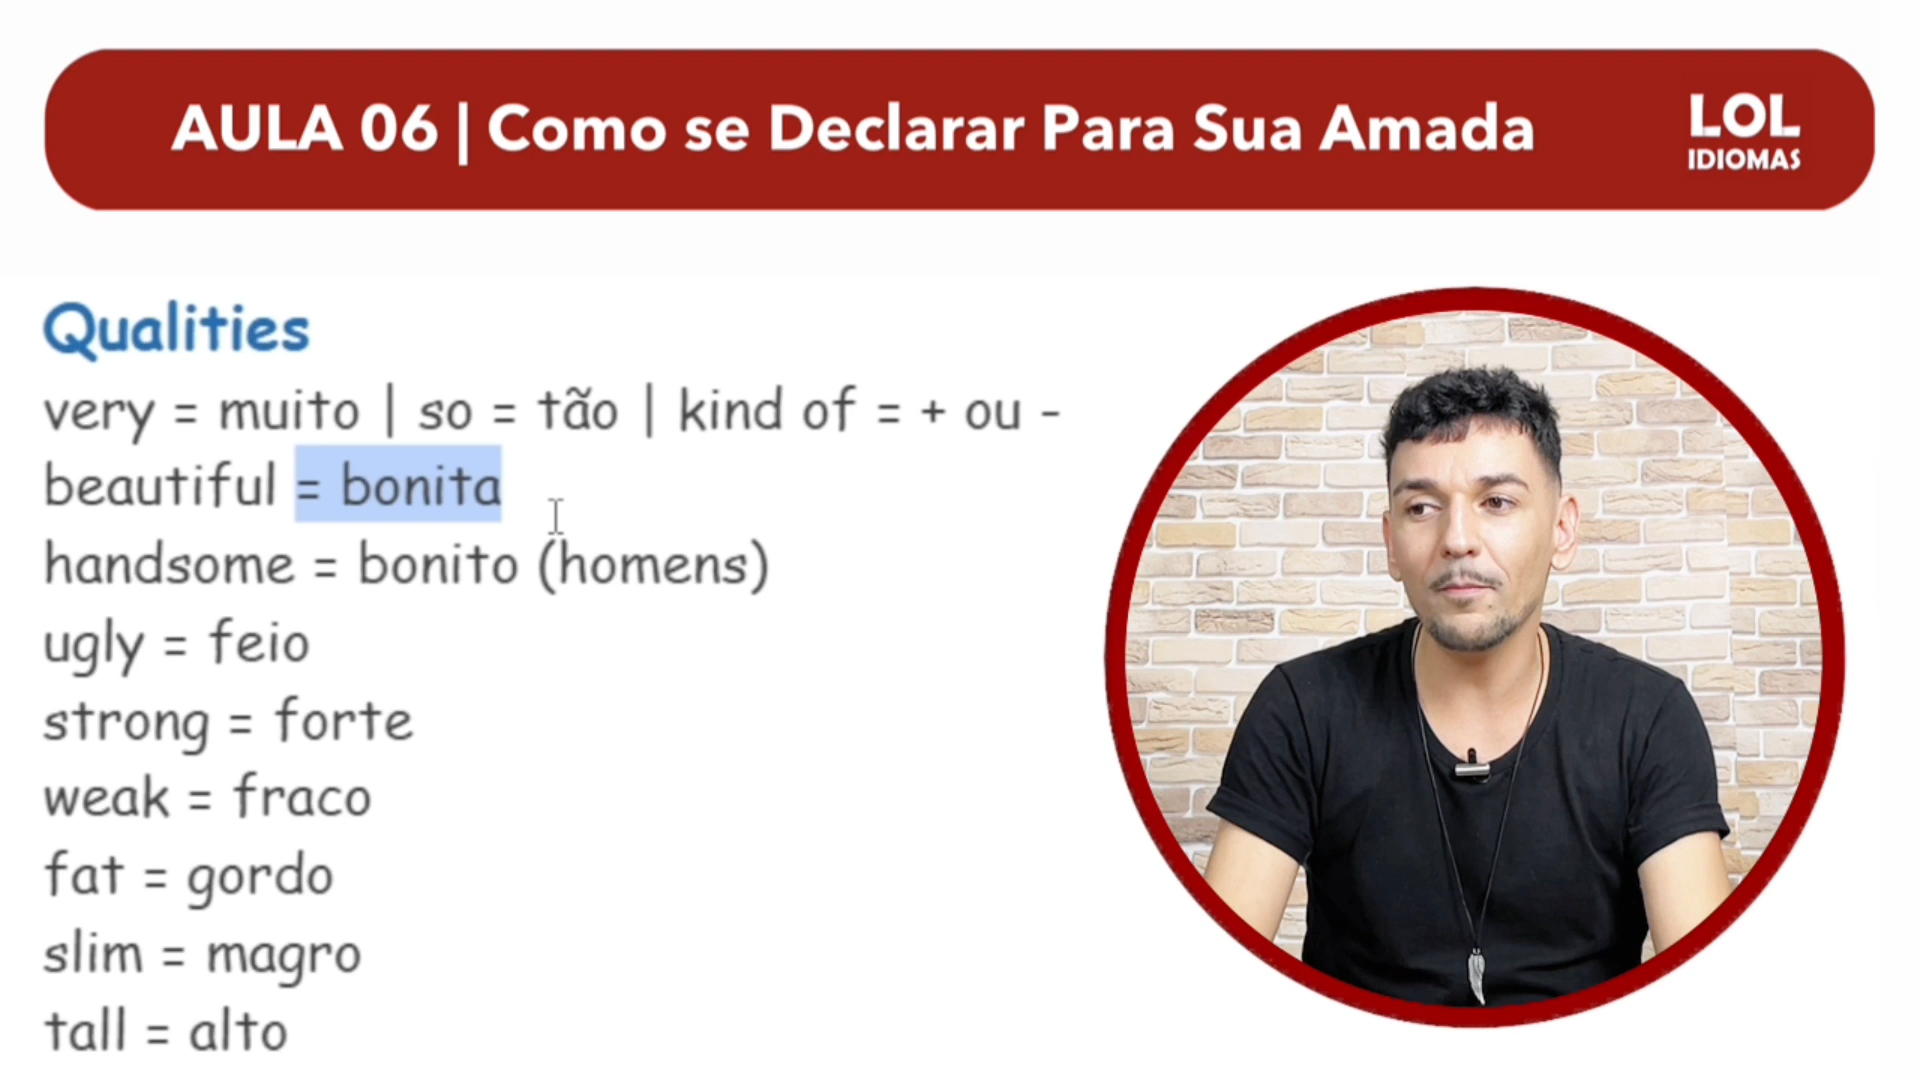 AULA 06 | Como se Declarar Para Sua Amada
LOL
IDIOMAS
Qualities
very = muito | so = tão | kind of = + ou -
beautiful = bonita
handsome = bonito (homens)
ugly = feio
strong = forte
weak = fraco
fat = gordo
slim = magro
tall = alto